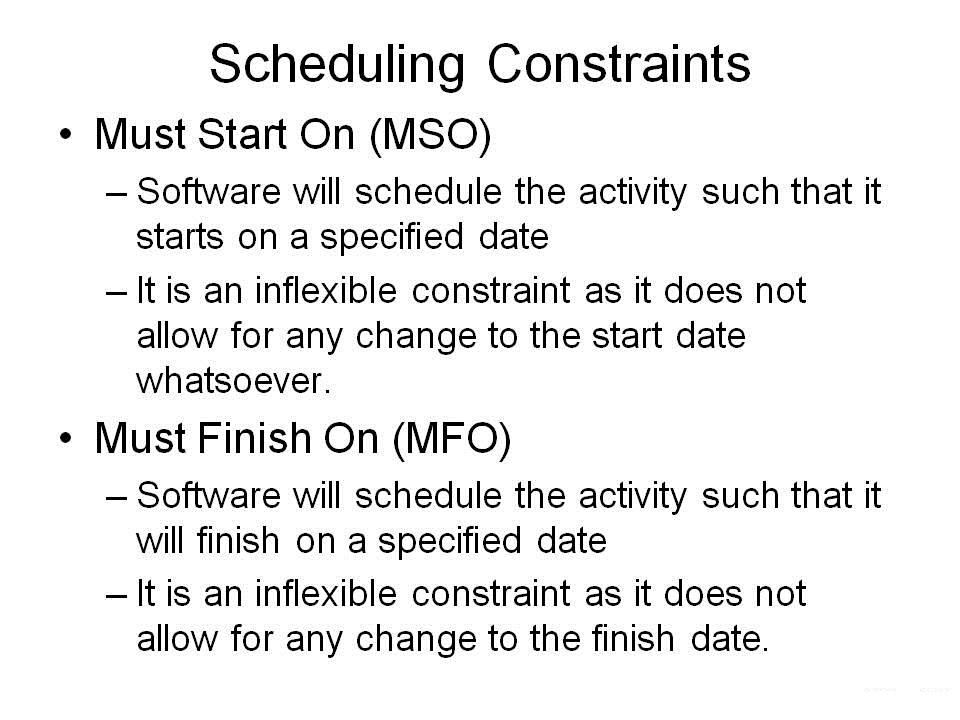 Scheduling Constraints
• Must Start On (MSO)
– Software will schedule the activity such that it
starts on a specified date
– It is an inflexible constraint as it does not
allow for any change to the start date
whatsoever.
• Must Finish On (MFO)
– Software will schedule the activity such that it
will finish on a specified date
– It is an inflexible constraint as it does not
allow for any change to the finish date.